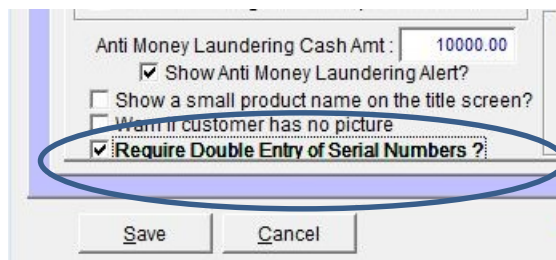 Anti Money Laundering Cash Amt : 10000.00
Show Anti Money Laundering Alert?
Show a small product name on the title screen?
Warn if customer has no picture
Require Double Entry of Serial Numbers ?
Save Cancel